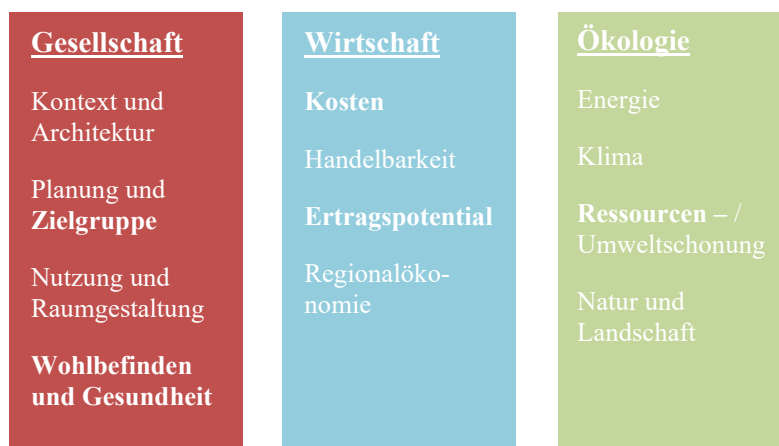 Gesellschaft
Kontext und
Architektur
Planung und
Zielgruppe
Nutzung und
Raumgestaltung
Wohlbefinden
und Gesundheit
Wirtschaft
Kosten
Handelbarkeit
Ertragspotential
Regionalöko-
nomie
Ökologie
Energie
Klima
Ressourcen – /
Umweltschonung
Natur und
Landschaft